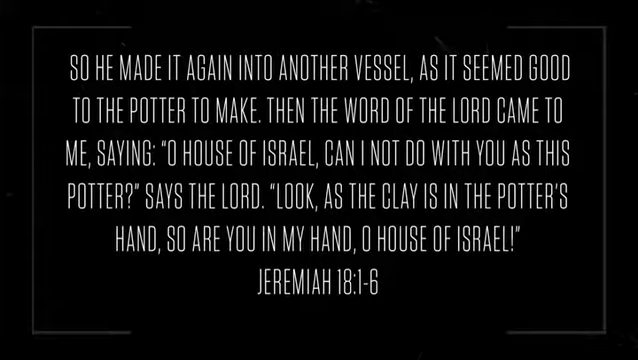 SO HE MADE IT AGAIN INTO ANOTHER VESSEL, AS IT SEEMED GOOD
TO THE POTTER TO MAKE. THEN THE WORD OF THE LORD CAME TO
ME, SAYING: “O HOUSE OF ISRAEL, CAN I NOT DO WITH YOU AS THIS
POTTER?” SAYS THE LORD. “LOOK, AS THE CLAY IS IN THE POTTER’S
HAND, SO ARE YOU IN MY HAND, O HOUSE OF ISRAEL!”
JEREMIAH 18:1-6